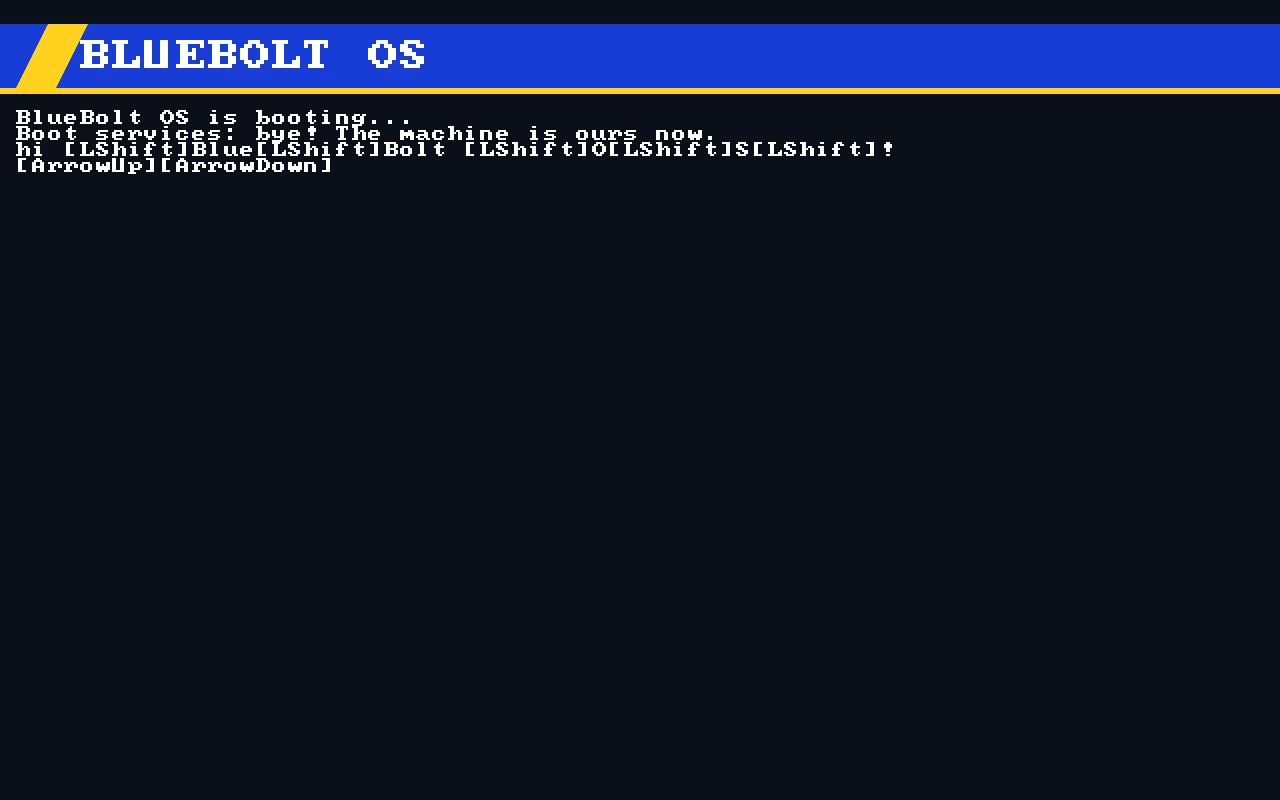 BLUEBOLT OS
BlueBolt OS is booting...
Boot services: bye! The machine is ours now.
hi [LShift]Blue[LShift]Bolt [LShift]O[LShift]S[LShift]!
[ArrowUp][ArrowDown]